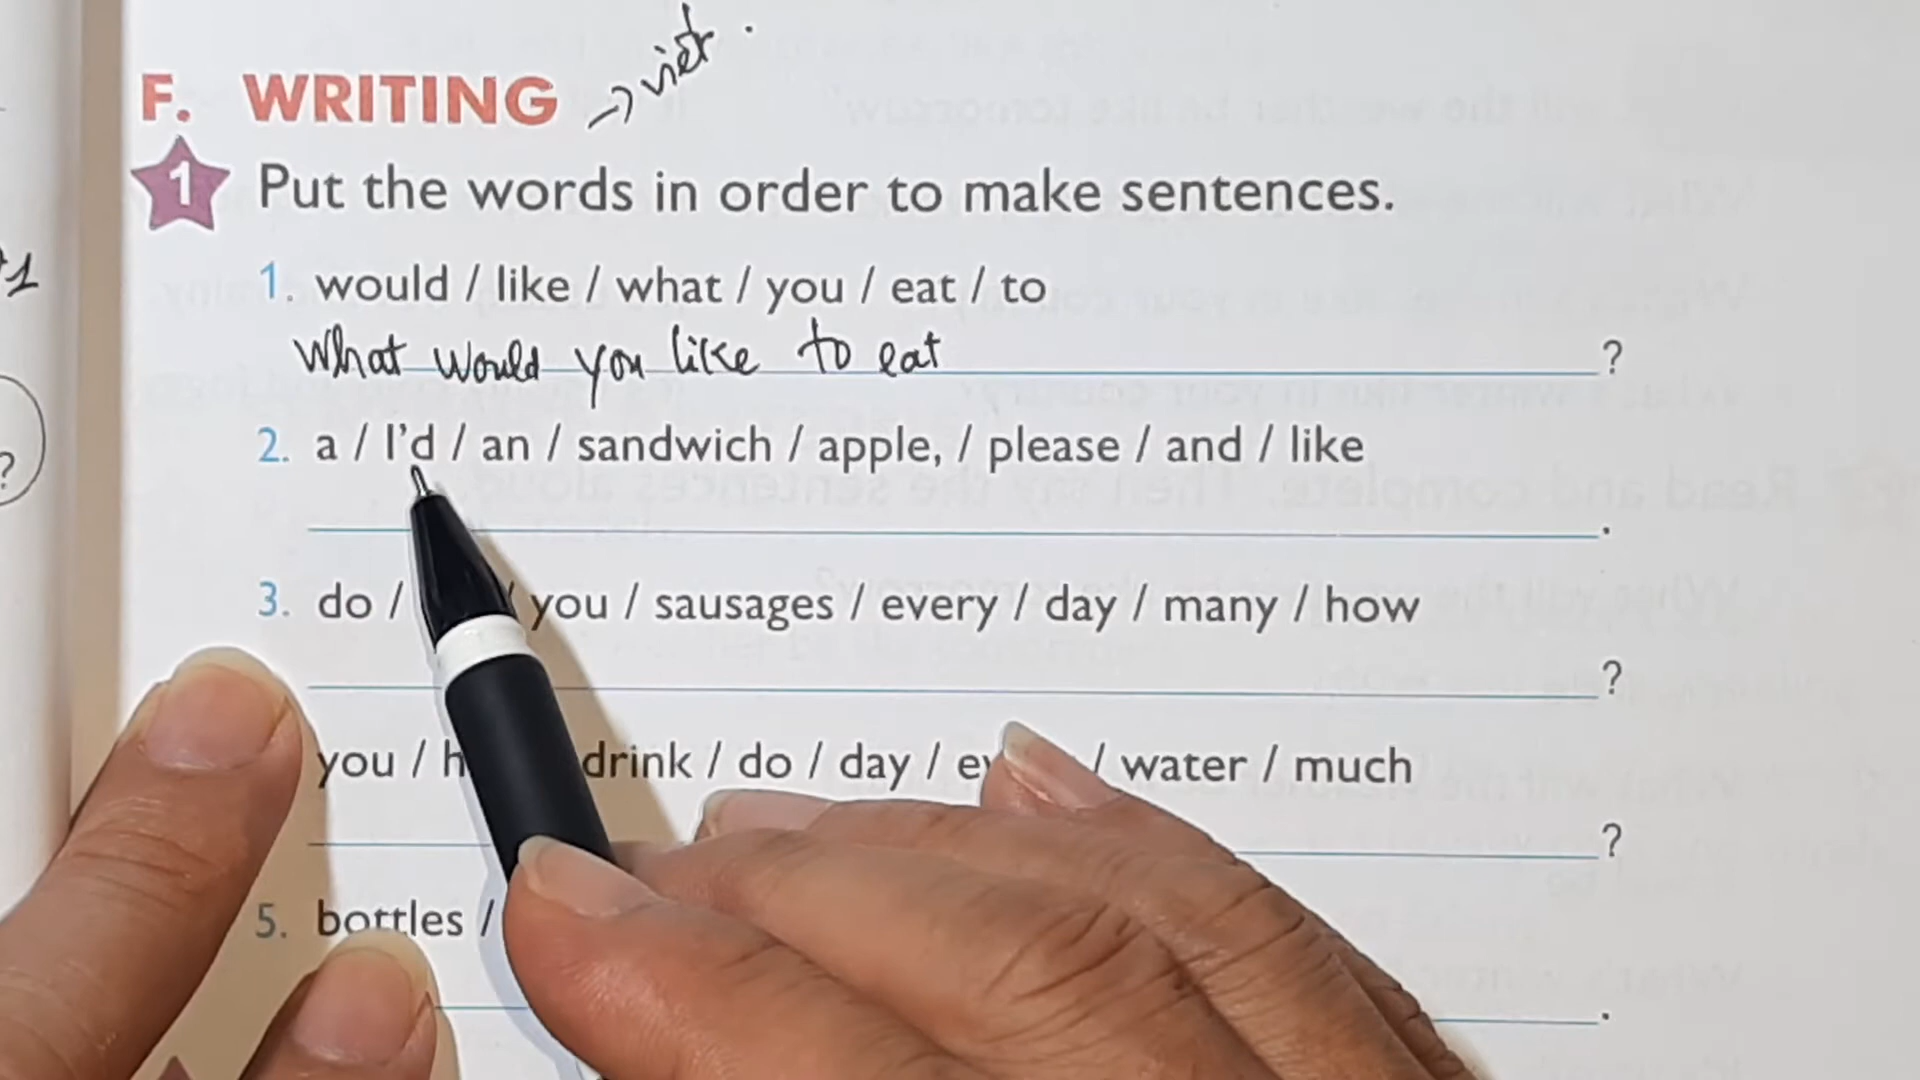 F. WRITING → viết.
1 Put the words in order to make sentences.
1. would / like / what / you / eat / to
What would you like to eat ?
2. a / I'd / an / sandwich / apple, / please / and / like
.
3. do / / you / sausages / every / day / many / how
?
you / drink / do / day / / water / much
?
5. bottles /
.
1
?